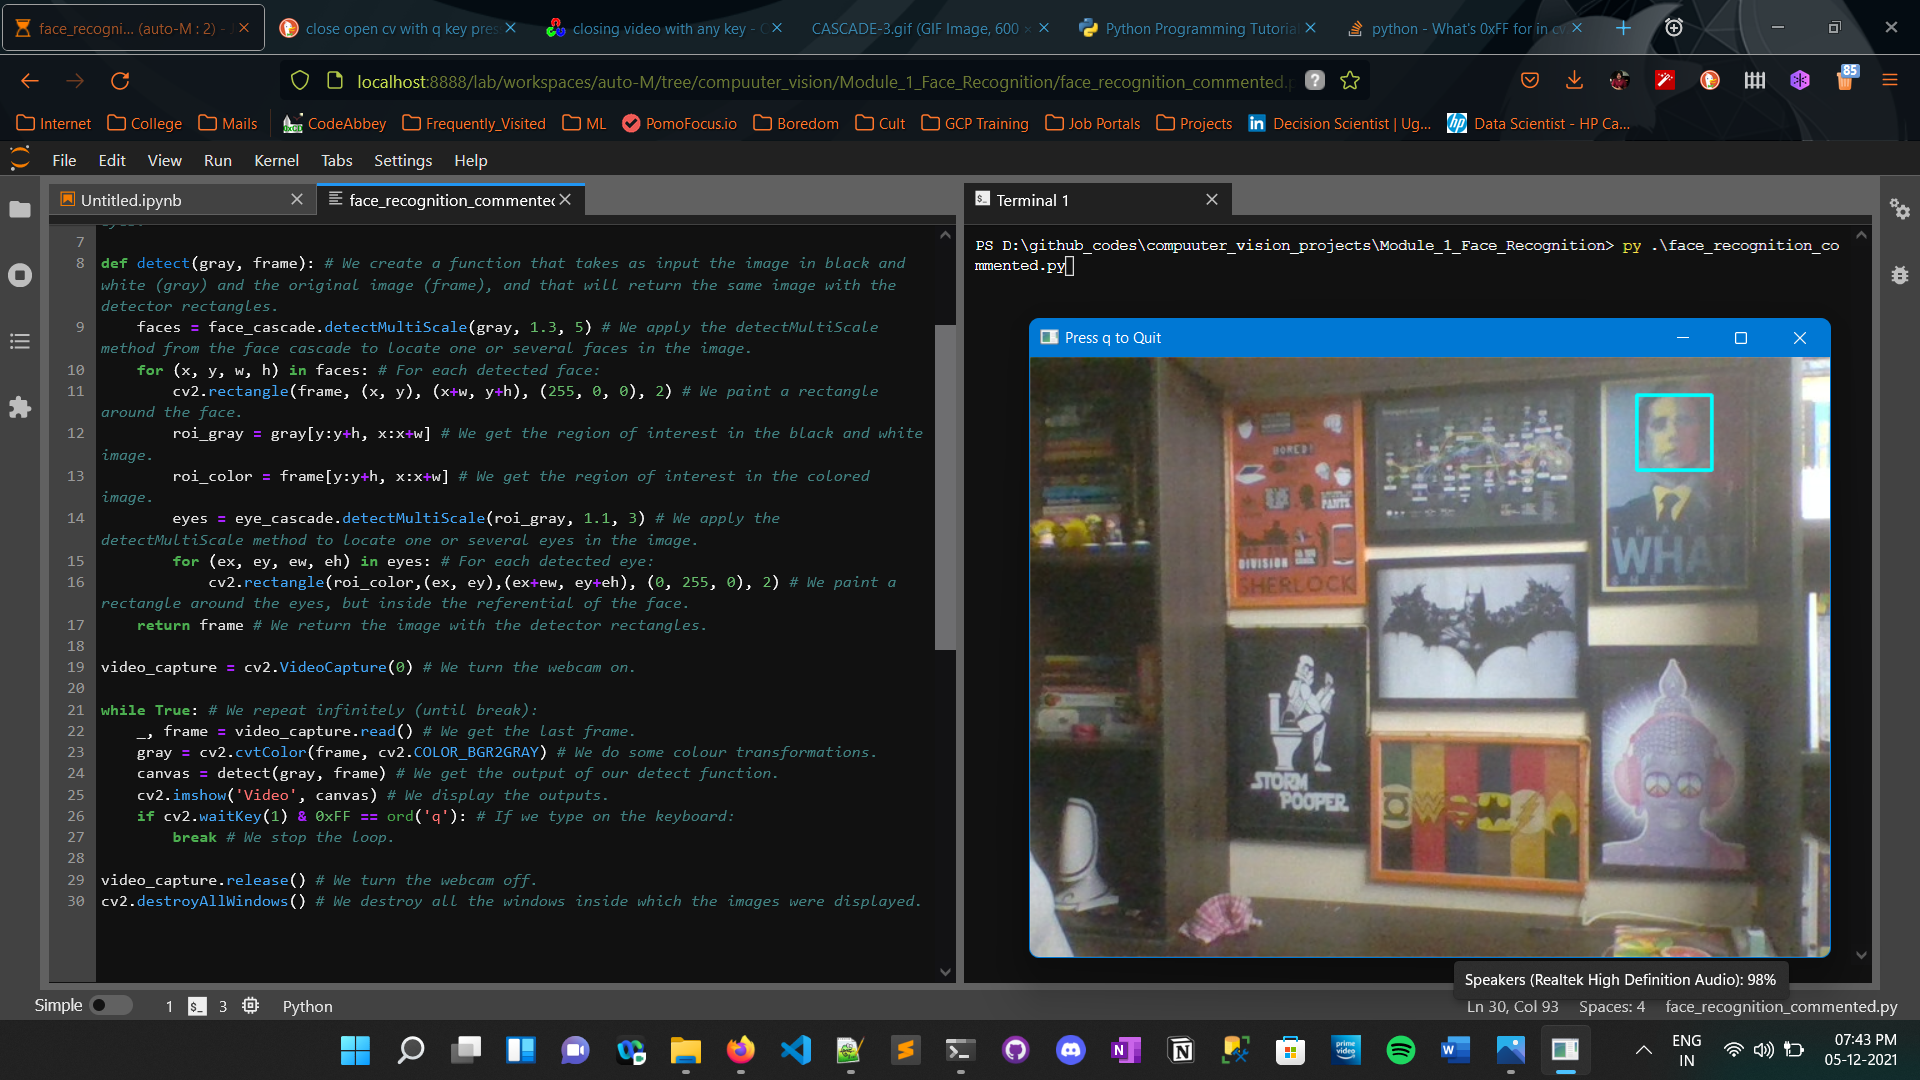 face_recogni... (auto-M : 2) - J
close open cv with q key pres
closing video with any key - O
CASCADE-3.gif (GIF Image, 600 ×
Python Programming Tutorial
python - What's 0xFF for in cv
localhost:8888/lab/workspaces/auto-M/tree/compuuter_vision/Module_1_Face_Recognition/face_recognition_commented.p
85
Internet
College
Mails
CodeAbbey
Frequently_Visited
ML
PomoFocus.io
Boredom
Cult
GCP Training
Job Portals
Projects
Decision Scientist | Ug...
Data Scientist - HP Ca...
File Edit View Run Kernel Tabs Settings Help
Untitled.ipynb
face_recognition_commented
7
8 def detect(gray, frame): # We create a function that takes as input the image in black and
white (gray) and the original image (frame), and that will return the same image with the
detector rectangles.
9 faces = face_cascade.detectMultiScale(gray, 1.3, 5) # We apply the detectMultiScale
method from the face cascade to locate one or several faces in the image.
10 for (x, y, w, h) in faces: # For each detected face:
11 cv2.rectangle(frame, (x, y), (x+w, y+h), (255, 0, 0), 2) # We paint a rectangle
around the face.
12 roi_gray = gray[y:y+h, x:x+w] # We get the region of interest in the black and white
image.
13 roi_color = frame[y:y+h, x:x+w] # We get the region of interest in the colored
image.
14 eyes = eye_cascade.detectMultiScale(roi_gray, 1.1, 3) # We apply the
detectMultiScale method to locate one or several eyes in the image.
15 for (ex, ey, ew, eh) in eyes: # For each detected eye:
16 cv2.rectangle(roi_color,(ex, ey),(ex+ew, ey+eh), (0, 255, 0), 2) # We paint a
rectangle around the eyes, but inside the referential of the face.
17 return frame # We return the image with the detector rectangles.
18
19 video_capture = cv2.VideoCapture(0) # We turn the webcam on.
20
21 while True: # We repeat infinitely (until break):
22 _, frame = video_capture.read() # We get the last frame.
23 gray = cv2.cvtColor(frame, cv2.COLOR_BGR2GRAY) # We do some colour transformations.
24 canvas = detect(gray, frame) # We get the output of our detect function.
25 cv2.imshow('Video', canvas) # We display the outputs.
26 if cv2.waitKey(1) & 0xFF == ord('q'): # If we type on the keyboard:
27 break # We stop the loop.
28
29 video_capture.release() # We turn the webcam off.
30 cv2.destroyAllWindows() # We destroy all the windows inside which the images were displayed.
Terminal 1
PS D:\github_codes\compuuter_vision_projects\Module_1_Face_Recognition> py .\face_recognition_co
mmented.py
Press q to Quit
BORED!
PANTS
DIVISION
SHERLOCK
WHAT
STORM
POOPER
Speakers (Realtek High Definition Audio): 98%
Simple 1 3 Python
Ln 30, Col 93 Spaces: 4 face_recognition_commented.py
prime
video
ENG
IN
07:43 PM
05-12-2021